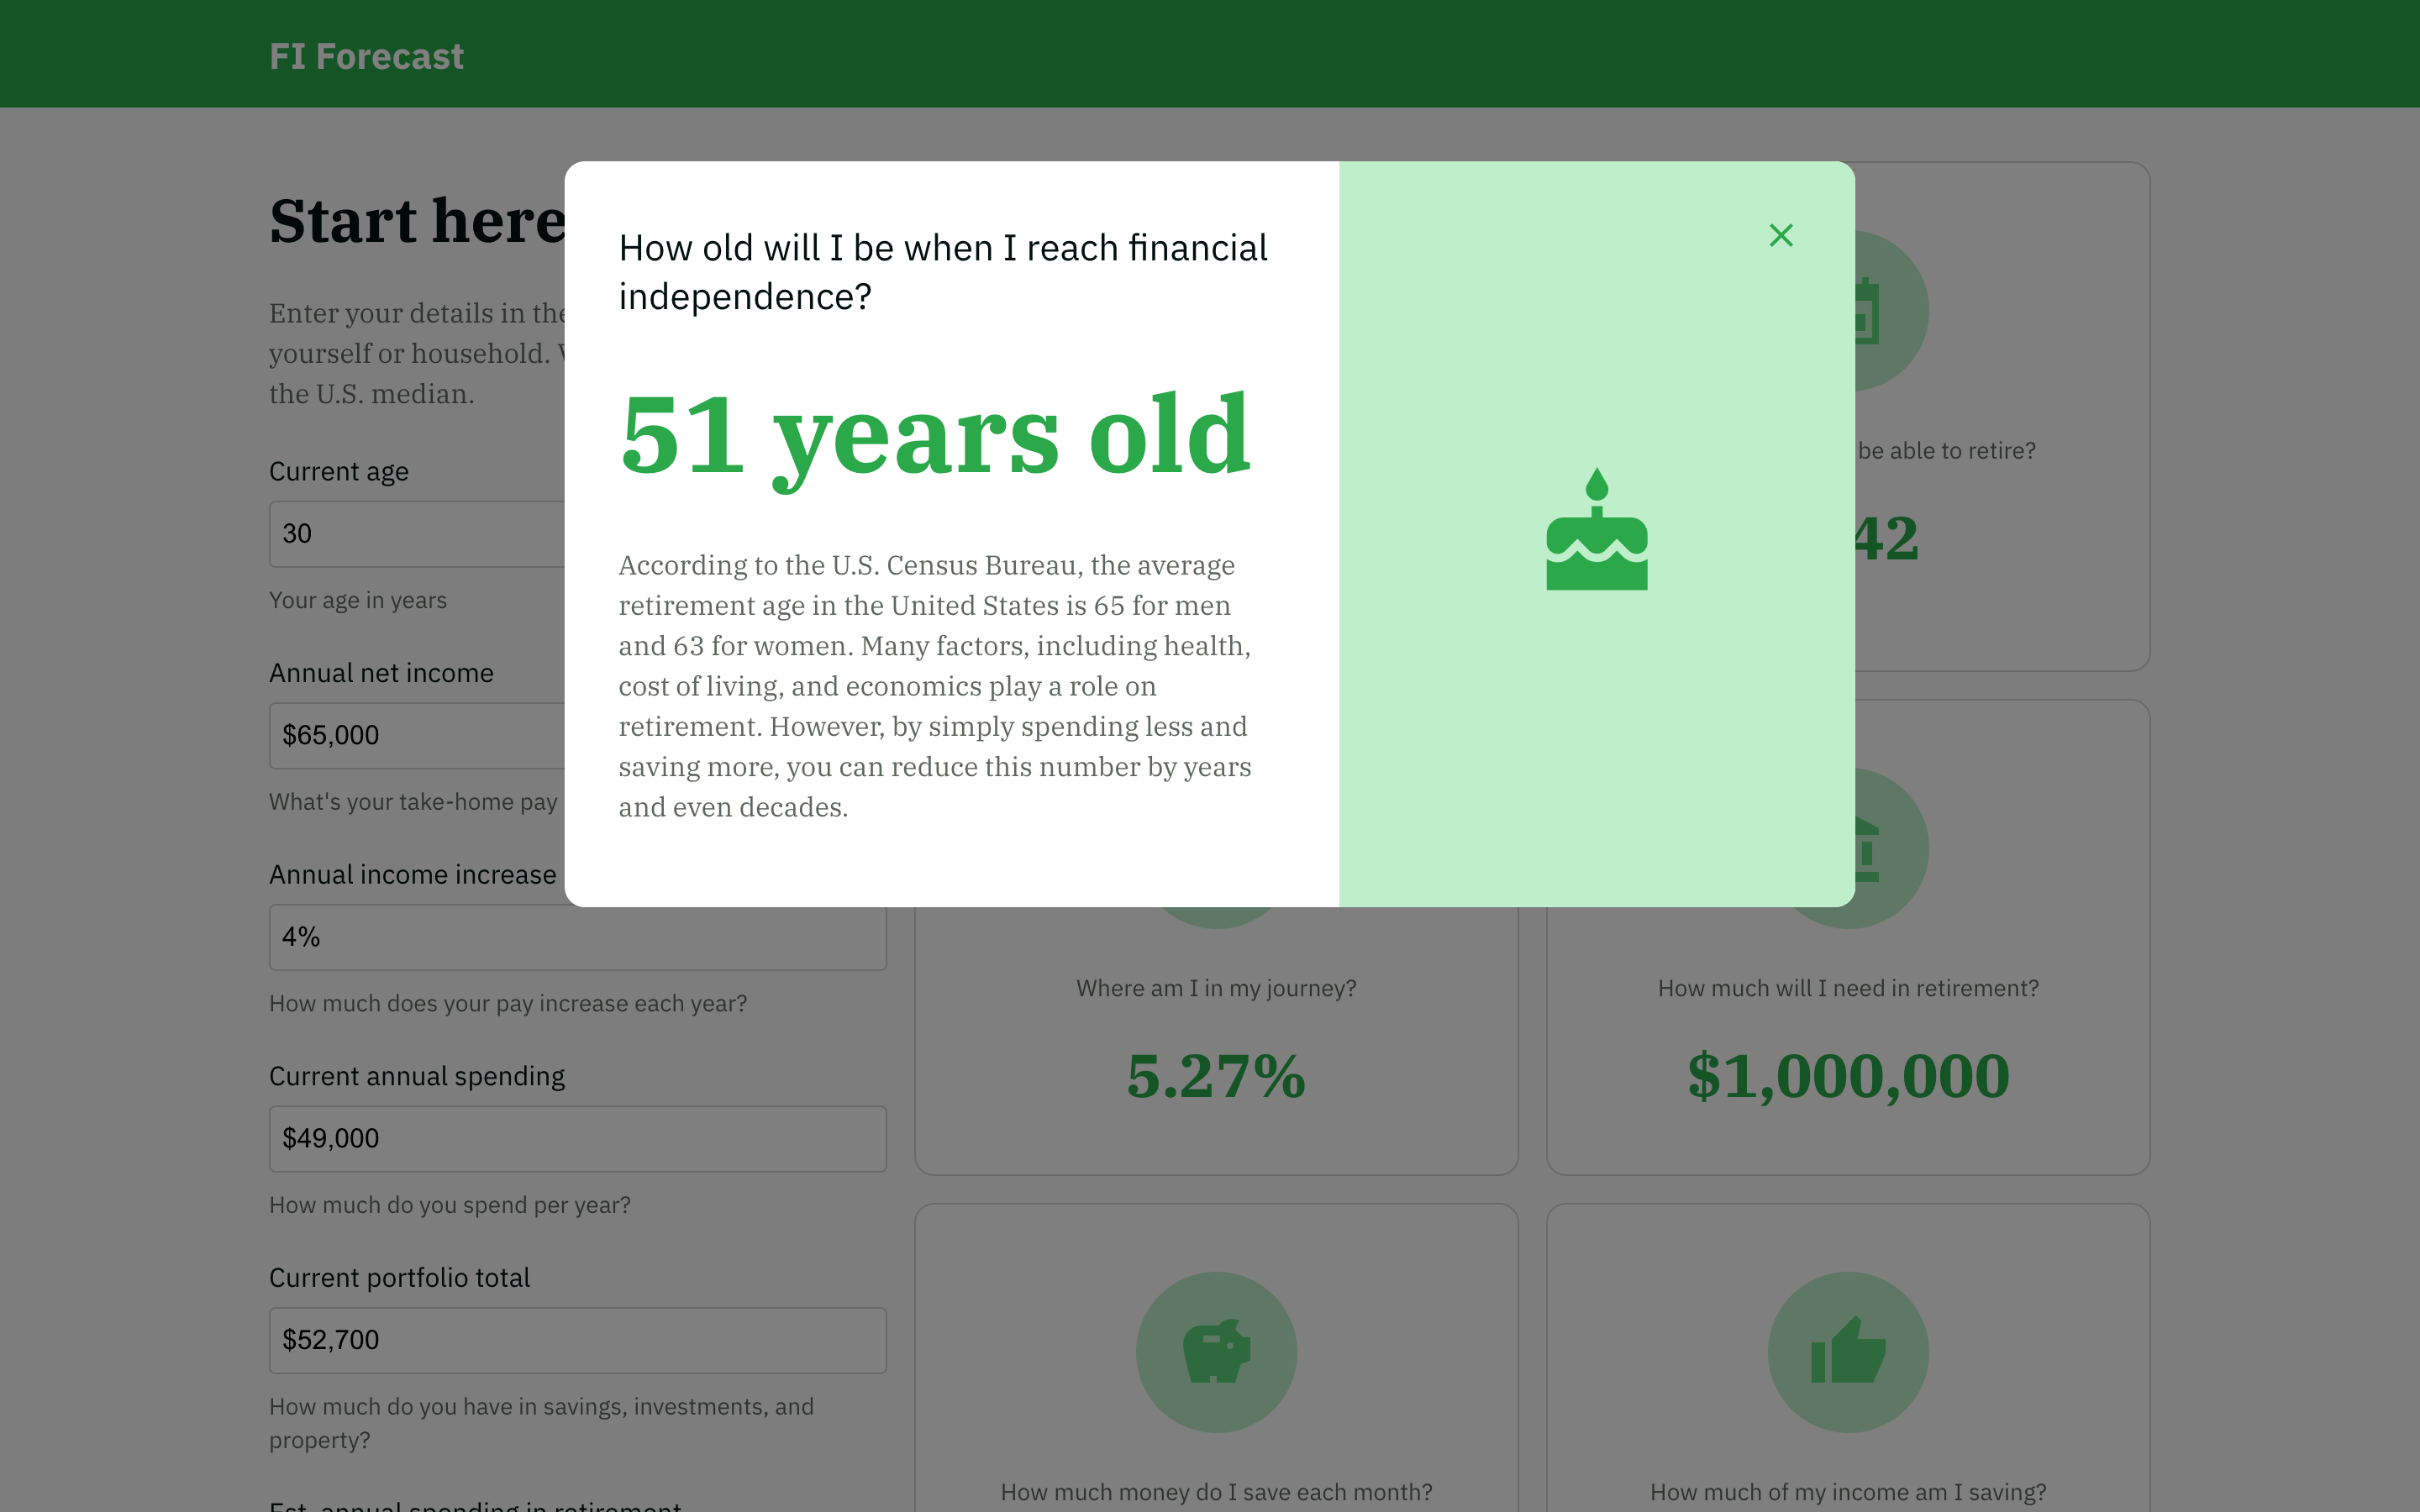 FI Forecast
Start here
Enter your details in the
yourself or household.
the U.S. median.
Current age
30
Your age in years
Annual net income
$65,000
What's your take-home pay
Annual income increase
4%
How much does your pay increase each year?
Current annual spending
$49,000
How much do you spend per year?
Current portfolio total
$52,700
How much do you have in savings, investments, and
property?
Est. annual spending in retirement
How old will I be when I reach financial
independence?
51 years old
According to the U.S. Census Bureau, the average
retirement age in the United States is 65 for men
and 63 for women. Many factors, including health,
cost of living, and economics play a role on
retirement. However, by simply spending less and
saving more, you can reduce this number by years
and even decades.
be able to retire?
42
Where am I in my journey?
5.27%
How much will I need in retirement?
$1,000,000
How much money do I save each month?
How much of my income am I saving?